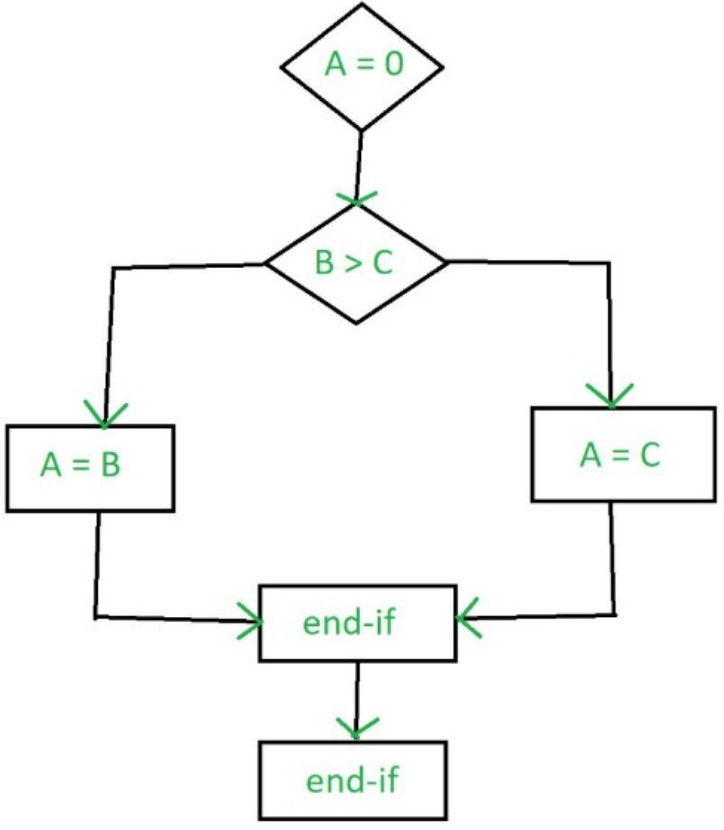 A = 0
B > C
A = B
A = C
end-if
end-if